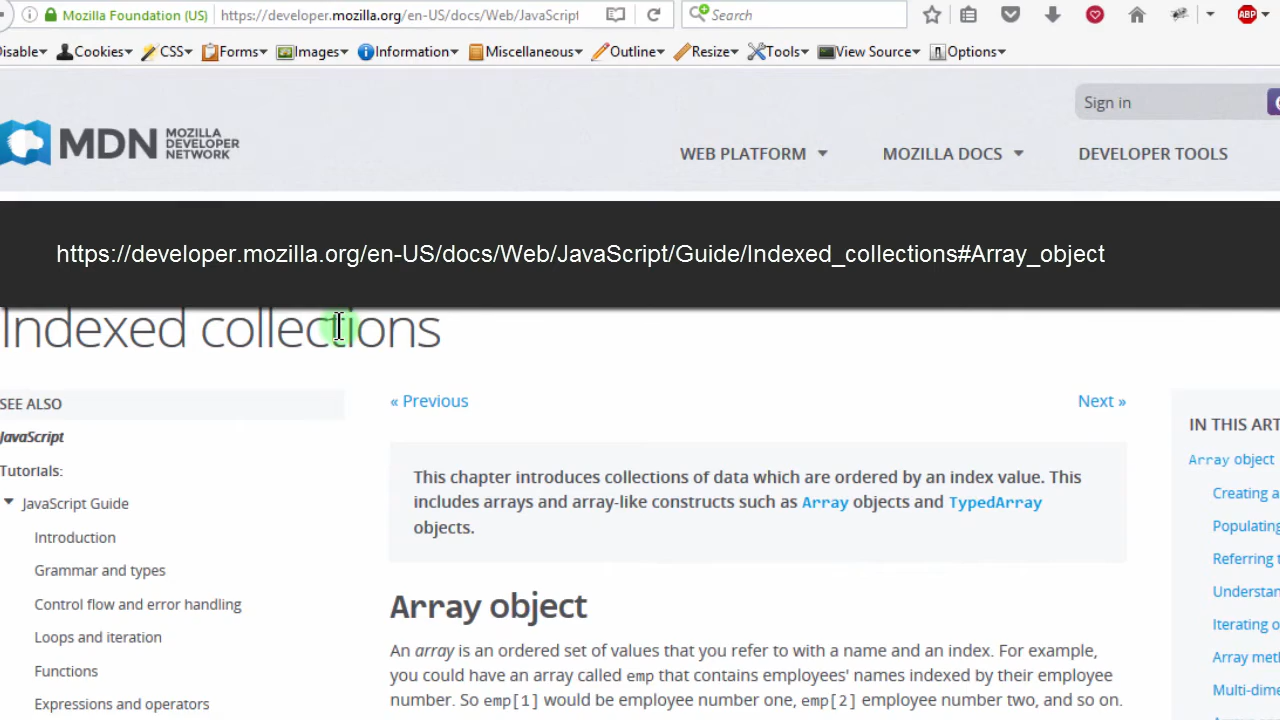 Mozilla Foundation (US) https://developer.mozilla.org/en-US/docs/Web/JavaScript Search ABP
Disable Cookies CSS Forms Images Information Miscellaneous Outline Resize Tools View Source Options
Sign in
MDN MOZILLA DEVELOPER NETWORK
WEB PLATFORM MOZILLA DOCS DEVELOPER TOOLS
https://developer.mozilla.org/en-US/docs/Web/JavaScript/Guide/Indexed_collections#Array_object
Indexed collections
SEE ALSO
« Previous Next »
JavaScript
Tutorials:
JavaScript Guide
Introduction
Grammar and types
Control flow and error handling
Loops and iteration
Functions
Expressions and operators
This chapter introduces collections of data which are ordered by an index value. This
includes arrays and array-like constructs such as Array objects and TypedArray
objects.
Array object
An array is an ordered set of values that you refer to with a name and an index. For example,
you could have an array called emp that contains employees' names indexed by their employee
number. So emp[1] would be employee number one, emp[2] employee number two, and so on.
IN THIS ART
Array object
Creating a
Populating
Referring t
Understan
Iterating o
Array met
Multi-dime